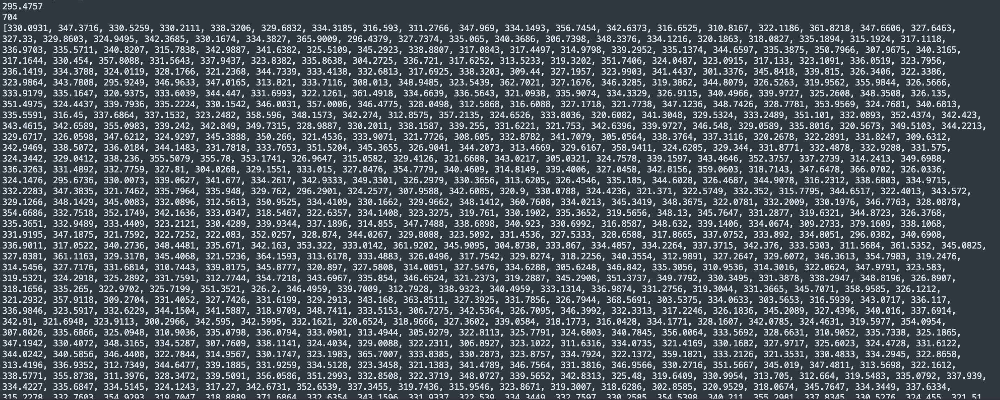 295.4757
704
[330.0931, 347.3716, 330.5259, 330.2111, 338.3206, 329.6832, 334.3185, 316.593, 311.2766, 347.969, 334.1493, 356.7454, 342.6373, 316.6525, 310.8167, 322.1186, 361.8218, 347.6606, 327.6463,
327.33, 329.8603, 324.9495, 342.3685, 330.1674, 334.3827, 365.9009, 296.4379, 327.7374, 335.065, 340.3686, 306.7398, 348.3376, 334.1216, 320.1863, 318.0827, 335.1894, 315.1924, 317.1118,
336.9703, 335.5711, 340.8207, 315.7838, 342.9887, 341.6382, 325.5109, 345.2923, 338.8807, 317.0843, 317.4497, 314.9798, 339.2952, 335.1374, 344.6597, 335.3875, 350.7966, 307.9675, 340.3165,
317.1644, 330.454, 357.8088, 331.5643, 337.9437, 323.8382, 335.8638, 304.2725, 336.721, 317.6252, 313.5233, 319.3202, 351.7406, 324.0487, 323.0915, 317.133, 323.1091, 336.0519, 323.7956,
336.1419, 334.3788, 324.0119, 328.1766, 321.2368, 344.7339, 333.4138, 332.6813, 317.6925, 338.3203, 309.44, 327.1957, 323.9903, 341.4437, 301.3376, 345.8418, 339.815, 326.3406, 322.3386,
323.9864, 343.7808, 295.9249, 346.9633, 347.0165, 313.821, 333.7116, 308.013, 348.9485, 323.5439, 362.7021, 327.1676, 346.3285, 319.3862, 344.8079, 326.5263, 319.9562, 355.9844, 326.5666,
333.9179, 335.1647, 320.9375, 333.6039, 344.447, 331.6993, 322.1261, 361.4918, 334.6639, 336.5643, 321.0938, 335.9074, 334.3329, 326.9115, 340.4966, 339.9727, 325.2608, 348.3508, 326.135,
351.4975, 324.4437, 339.7936, 335.2224, 330.1542, 346.0031, 357.0006, 346.4775, 328.0498, 312.5868, 316.6088, 327.1718, 321.7738, 347.1236, 348.7426, 328.7781, 353.9569, 324.7681, 340.6813,
335.5591, 316.45, 337.6864, 337.1532, 323.2482, 358.596, 348.1573, 342.274, 312.8575, 357.2135, 324.6526, 333.8036, 320.6082, 341.3048, 329.5324, 333.2489, 351.101, 332.0893, 352.4374, 342.423,
343.4615, 342.6589, 355.0983, 339.242, 342.849, 349.7315, 328.9887, 330.2011, 338.1587, 339.255, 331.6221, 321.753, 342.6396, 339.9727, 346.548, 329.0589, 335.8016, 320.5673, 349.5103, 344.2213,
329.6717, 326.0598, 347.6212, 324.9297, 345.3888, 350.266, 321.4536, 333.9071, 321.7726, 308.605, 332.8782, 341.7079, 305.0564, 338.3764, 337.3116, 320.2678, 322.2891, 331.8247, 309.6312,
342.9469, 338.5072, 336.0184, 344.1483, 331.7818, 333.7653, 351.5204, 345.3655, 326.9041, 344.2073, 313.4669, 329.6167, 358.9411, 324.6285, 329.344, 331.8771, 332.4878, 332.9288, 331.575,
324.3442, 329.0412, 338.236, 355.5079, 355.78, 353.1741, 326.9647, 315.0582, 329.4126, 321.6688, 343.0217, 305.0321, 324.7578, 339.1597, 343.4646, 352.3757, 337.2739, 314.2413, 349.6988,
336.3263, 331.4892, 332.7759, 327.81, 304.0268, 329.1551, 333.015, 327.8476, 354.7779, 340.4609, 314.8149, 339.4006, 327.0458, 342.8156, 359.0603, 318.7143, 347.6478, 366.0702, 326.0336,
324.1476, 295.6736, 330.0073, 339.0627, 341.677, 334.2617, 342.9333, 349.3301, 326.2979, 330.3656, 313.6205, 326.4546, 335.185, 344.6028, 326.4687, 344.9078, 316.2312, 338.6803, 334.9715,
332.2283, 347.3835, 321.7462, 335.7964, 335.948, 329.762, 296.2901, 324.2577, 307.9588, 342.6085, 320.9, 330.0788, 324.4236, 321.371, 322.5749, 332.352, 315.7795, 344.6517, 322.4013, 343.572,
329.1266, 348.1429, 345.0083, 332.0896, 312.5613, 350.9525, 334.4109, 330.1662, 329.9662, 348.1412, 360.7608, 334.0213, 345.3419, 348.3675, 322.0781, 332.2009, 330.1976, 346.7763, 328.0878,
354.6686, 332.7518, 352.1749, 342.1636, 333.0347, 318.5467, 322.6357, 334.1408, 323.3275, 319.761, 330.1902, 335.3652, 319.5656, 348.13, 345.7647, 331.2877, 319.6321, 344.8723, 326.3768,
335.3651, 332.9489, 333.4409, 323.2121, 330.4289, 339.9344, 337.1896, 314.855, 347.7488, 338.6898, 340.923, 330.6992, 316.8587, 348.632, 339.1406, 334.0674, 309.2733, 379.1609, 338.1068,
331.9195, 347.1875, 321.7592, 322.7252, 322.083, 352.0257, 328.874, 344.0267, 329.8088, 323.5092, 331.4536, 327.5333, 328.6588, 317.8665, 337.0752, 333.892, 334.8051, 296.0382, 340.6908,
336.9011, 317.0522, 340.2736, 348.4481, 335.671, 342.163, 353.322, 333.0142, 361.9202, 345.9095, 304.8738, 333.867, 334.4857, 334.2264, 337.3715, 342.376, 333.5303, 311.5684, 361.5352, 345.0825,
327.8381, 361.1163, 329.3178, 345.4068, 321.5236, 364.1593, 313.6178, 333.4883, 326.0496, 317.7542, 329.8274, 318.2256, 340.3554, 312.9891, 327.2647, 329.6072, 346.3613, 354.7983, 319.2476,
314.5456, 327.7176, 331.6814, 310.7443, 339.8175, 345.8777, 320.897, 327.5808, 314.0051, 327.5476, 334.6288, 305.6248, 346.842, 335.3056, 310.9536, 314.3016, 322.0624, 347.9791, 323.583,
319.5321, 324.2918, 325.2892, 331.7591, 312.7744, 354.7218, 343.6967, 335.854, 346.6524, 321.2373, 319.2887, 345.2908, 351.3737, 349.7792, 330.3495, 331.3878, 338.2947, 348.8196, 326.8907,
318.1656, 335.265, 322.9702, 325.7199, 351.3521, 326.2, 346.4959, 339.7009, 312.7928, 338.9323, 340.4959, 333.1314, 336.9874, 331.2756, 319.3044, 331.3665, 345.7071, 358.9585, 326.1212,
321.2932, 357.9118, 309.2704, 331.4052, 327.7426, 331.6199, 329.2913, 343.168, 363.8511, 327.3925, 331.7856, 326.7944, 368.5691, 303.5375, 334.0633, 303.5653, 316.5939, 343.0717, 336.117,
336.9846, 323.5917, 332.6229, 344.1504, 341.5887, 318.9709, 348.7411, 333.5153, 306.7275, 342.5364, 326.7095, 346.3992, 332.3313, 317.2246, 326.1836, 345.2089, 327.4396, 340.016, 337.6914,
342.91, 321.6948, 323.9113, 300.2966, 342.595, 342.5995, 332.1621, 320.6524, 318.9666, 327.3602, 339.0584, 318.1773, 316.0428, 334.1771, 328.1607, 342.0785, 324.4631, 319.5977, 354.0954,
307.8026, 335.6866, 325.0948, 310.9036, 335.0798, 336.0794, 333.0901, 313.4944, 305.9279, 322.8113, 325.7791, 324.6803, 340.7845, 356.0064, 333.5692, 328.6631, 310.9052, 335.7338, 325.1865,
347.1942, 330.4072, 348.3165, 334.5287, 307.7609, 338.1141, 324.4034, 329.0088, 322.2311, 306.8927, 323.1022, 311.6316, 334.0735, 321.4169, 330.1682, 327.9717, 325.6023, 324.4728, 331.6122,
344.0242, 340.5856, 346.4408, 322.7844, 314.9567, 330.1747, 323.1983, 365.7007, 333.8385, 330.2873, 323.8757, 334.7924, 322.1372, 359.1821, 333.2126, 321.3531, 330.4833, 334.2945, 322.8658,
313.4196, 336.9352, 312.7349, 344.6477, 339.1885, 331.9259, 334.5128, 323.3458, 321.1383, 341.4789, 346.7564, 331.3816, 346.9566, 330.2716, 351.5667, 345.019, 347.4811, 313.5698, 322.1612,
338.5771, 355.8738, 311.3976, 328.3472, 339.5091, 356.0586, 351.2993, 332.8508, 322.3719, 348.0727, 339.5652, 342.8313, 325.48, 319.6409, 330.9954, 313.705, 312.664, 319.5483, 335.0792, 337.939,
334.4227, 335.6847, 334.5145, 324.1243, 317.27, 342.6731, 352.6539, 337.3455, 319.7436, 315.9546, 323.8671, 319.3007, 318.6286, 302.8585, 320.9529, 318.0674, 345.7647, 334.3449, 337.6334,
315.2278, 332.7603, 354.9293, 319.7047, 318.8889, 371.6864, 332.6354, 343.1596, 331.9337, 322.539, 334.3449, 332.7597, 330.2585, 354.5398, 340.211, 355.2981, 337.8345, 330.5276, 324.455, 321.51